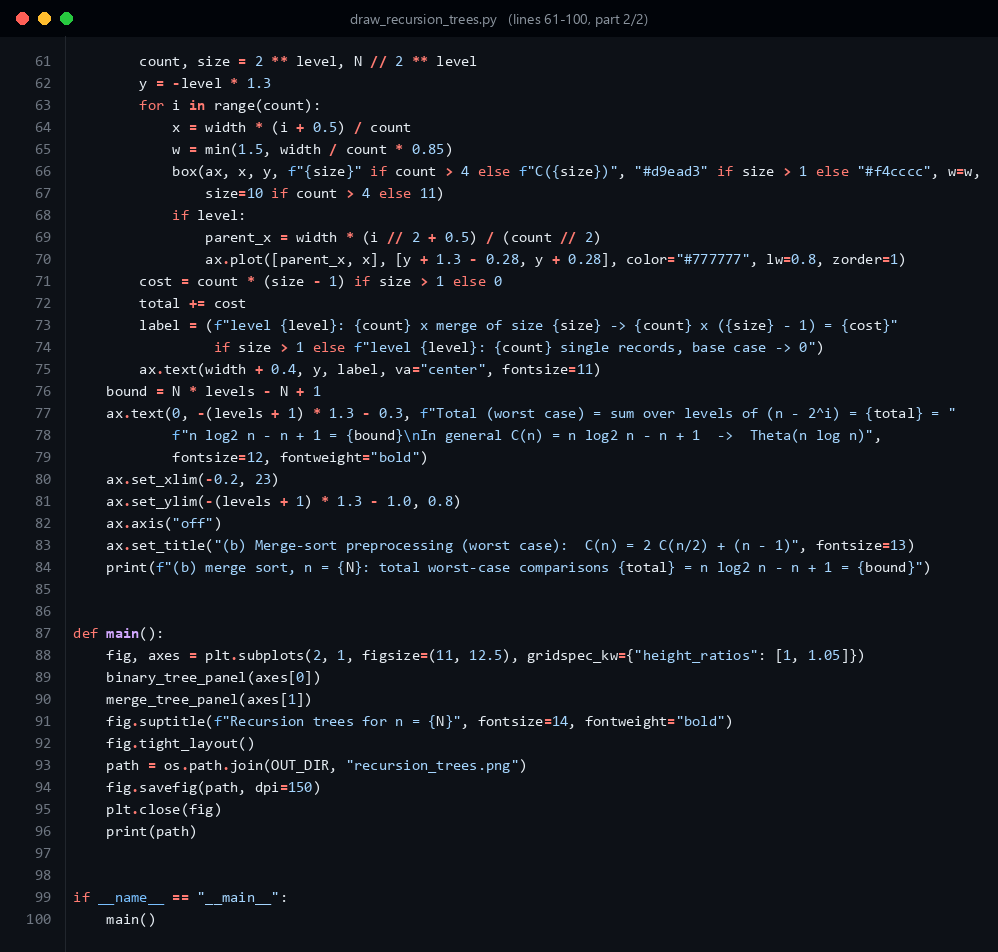 draw_recursion_trees.py (lines 61-100, part 2/2)
61         count, size = 2 ** level, N // 2 ** level
62         y = -level * 1.3
63         for i in range(count):
64             x = width * (i + 0.5) / count
65             w = min(1.5, width / count * 0.85)
66             box(ax, x, y, f"{size}" if count > 4 else f"C({size})", "#d9ead3" if size > 1 else "#f4cccc", w=w,
67                 size=10 if count > 4 else 11)
68             if level:
69                 parent_x = width * (i // 2 + 0.5) / (count // 2)
70                 ax.plot([parent_x, x], [y + 1.3 - 0.28, y + 0.28], color="#777777", lw=0.8, zorder=1)
71         cost = count * (size - 1) if size > 1 else 0
72         total += cost
73         label = (f"level {level}: {count} x merge of size {size} -> {count} x ({size} - 1) = {cost}"
74                  if size > 1 else f"level {level}: {count} single records, base case -> 0")
75         ax.text(width + 0.4, y, label, va="center", fontsize=11)
76     bound = N * levels - N + 1
77     ax.text(0, -(levels + 1) * 1.3 - 0.3, f"Total (worst case) = sum over levels of (n - 2^i) = {total} = "
78             f"n log2 n - n + 1 = {bound}\nIn general C(n) = n log2 n - n + 1  ->  Theta(n log n)",
79             fontsize=12, fontweight="bold")
80     ax.set_xlim(-0.2, 23)
81     ax.set_ylim(-(levels + 1) * 1.3 - 1.0, 0.8)
82     ax.axis("off")
83     ax.set_title("(b) Merge-sort preprocessing (worst case):  C(n) = 2 C(n/2) + (n - 1)", fontsize=13)
84     print(f"(b) merge sort, n = {N}: total worst-case comparisons {total} = n log2 n - n + 1 = {bound}")
85
86
87 def main():
88     fig, axes = plt.subplots(2, 1, figsize=(11, 12.5), gridspec_kw={"height_ratios": [1, 1.05]})
89     binary_tree_panel(axes[0])
90     merge_tree_panel(axes[1])
91     fig.suptitle(f"Recursion trees for n = {N}", fontsize=14, fontweight="bold")
92     fig.tight_layout()
93     path = os.path.join(OUT_DIR, "recursion_trees.png")
94     fig.savefig(path, dpi=150)
95     plt.close(fig)
96     print(path)
97
98
99 if __name__ == "__main__":
100     main()